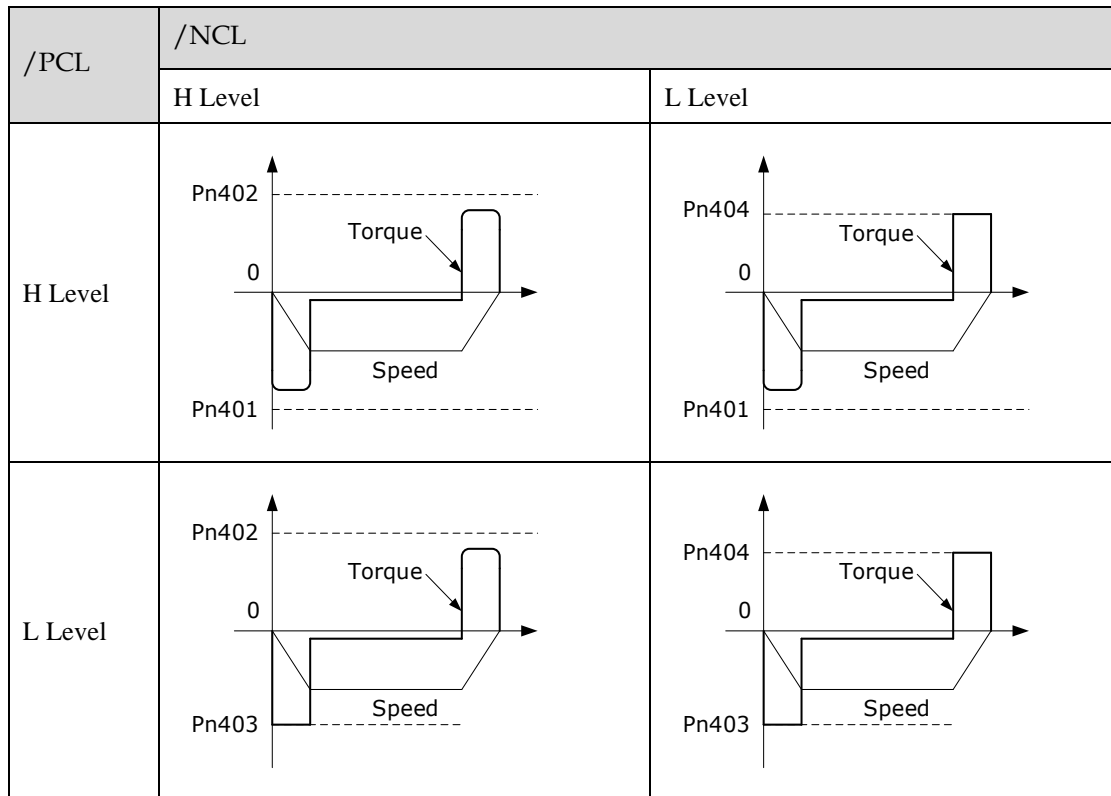 /PCL
/NCL
H Level
L Level
H Level
Pn402
Torque
0
Speed
Pn401
Pn404
Torque
0
Speed
Pn401
L Level
Pn402
Torque
0
Speed
Pn403
Pn404
Torque
0
Speed
Pn403